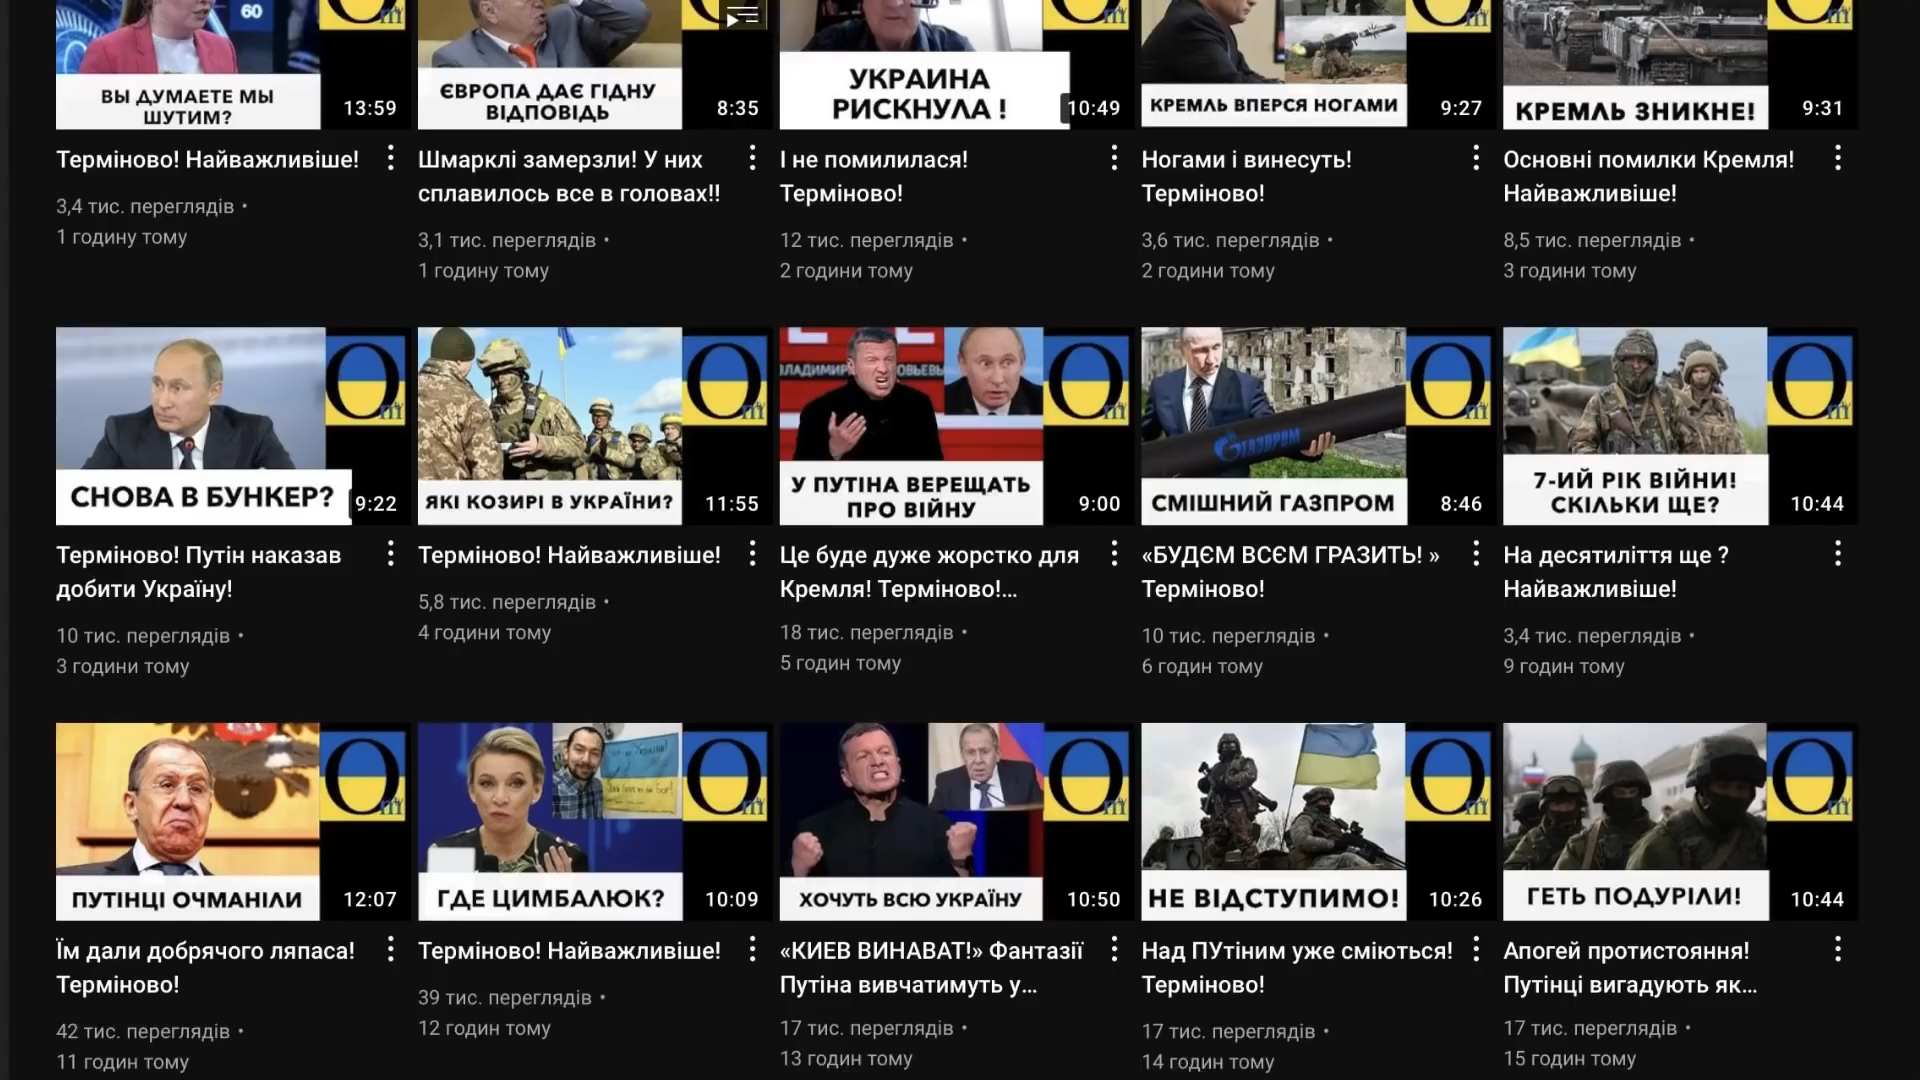 60
ВЫ ДУМАЕТЕ МЫ
ШУТИМ?
13:59
ЄВРОПА ДАЄ ГІДНУ
ВІДПОВІДЬ
8:35
УКРАИНА
РИСКНУЛА !
10:49
КРЕМЛЬ ВПЕРСЯ НОГАМИ
9:27
КРЕМЛЬ ЗНИКНЕ!
9:31
Терміново! Найважливіше!
3,4 тис. переглядів •
1 годину тому
Шмарклі замерзли! У них
сплавилось все в головах!!
3,1 тис. переглядів •
1 годину тому
І не помилилася!
Терміново!
12 тис. переглядів •
2 години тому
Ногами і винесуть!
Терміново!
3,6 тис. переглядів •
2 години тому
Основні помилки Кремля!
Найважливіше!
8,5 тис. переглядів •
3 години тому
СНОВА В БУНКЕР?
9:22
ЯКІ КОЗИРІ В УКРАЇНИ?
11:55
У ПУТІНА ВЕРЕЩАТЬ
ПРО ВІЙНУ
9:00
ГАЗПРОМ
СМІШНИЙ ГАЗПРОМ
8:46
7-ИЙ РІК ВІЙНИ!
СКІЛЬКИ ЩЕ?
10:44
Терміново! Путін наказав
добити Україну!
10 тис. переглядів •
3 години тому
Терміново! Найважливіше!
5,8 тис. переглядів •
4 години тому
Це буде дуже жорстко для
Кремля! Терміново!...
18 тис. переглядів •
5 годин тому
«БУДЄМ ВСЄМ ГРАЗИТЬ! »
Терміново!
10 тис. переглядів •
6 годин тому
На десятиліття ще ?
Найважливіше!
3,4 тис. переглядів •
9 годин тому
ПУТІНЦІ ОЧМАНІЛИ
12:07
ГДЕ ЦИМБАЛЮК?
10:09
ХОЧУТЬ ВСЮ УКРАЇНУ
10:50
НЕ ВІДСТУПИМО!
10:26
ГЕТЬ ПОДУРІЛИ!
10:44
Їм дали добрячого ляпаса!
Терміново!
42 тис. переглядів •
11 годин тому
Терміново! Найважливіше!
39 тис. переглядів •
12 годин тому
«КИЕВ ВИНАВАТ!» Фантазії
Путіна вивчатимуть у...
17 тис. переглядів •
13 годин тому
Над ПУтіним уже сміються!
Терміново!
17 тис. переглядів •
14 годин тому
Апогей протистояння!
Путінці вигадують як...
17 тис. переглядів •
15 годин тому